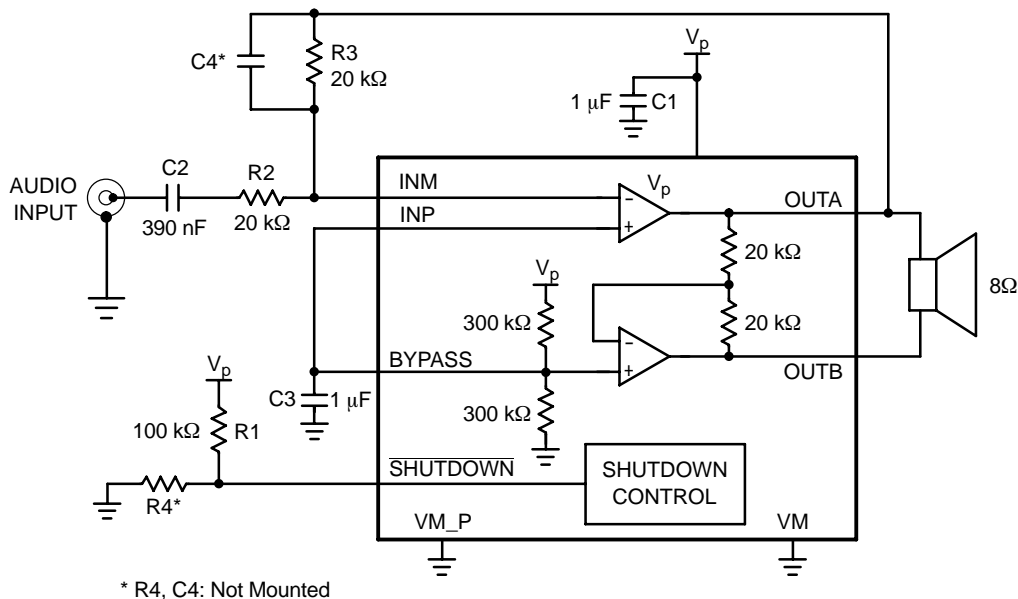 C4*
R3
20 kΩ
Vp
1 μF
C1
AUDIO
INPUT
C2
390 nF
R2
20 kΩ
INM
INP
Vp
OUTA
20 kΩ
8Ω
Vp
300 kΩ
20 kΩ
BYPASS
OUTB
C3
1 μF
300 kΩ
Vp
100 kΩ
R1
SHUTDOWN
R4*
SHUTDOWN
CONTROL
VM_P
VM
* R4, C4: Not Mounted